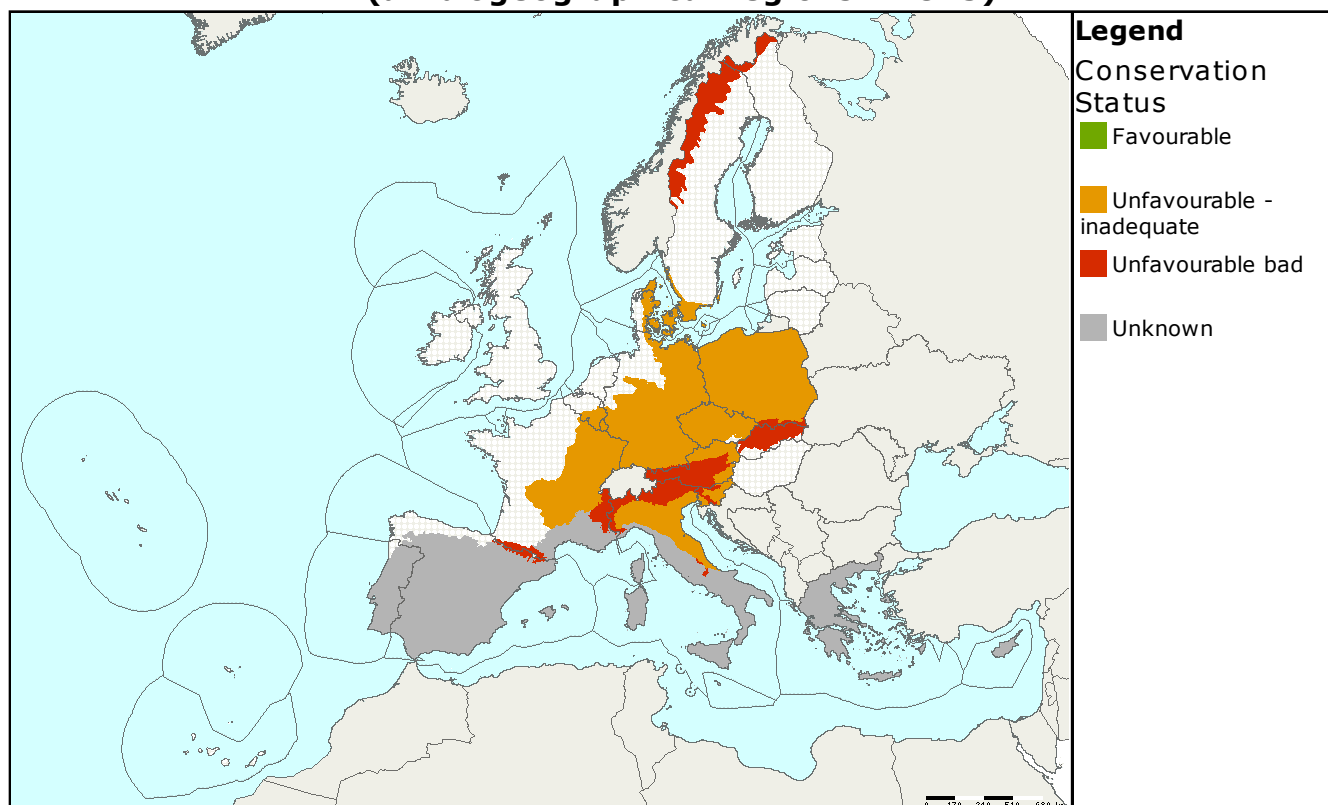 Legend
Conservation
Status
Favourable
Unfavourable -
inadequate
Unfavourable bad
Unknown